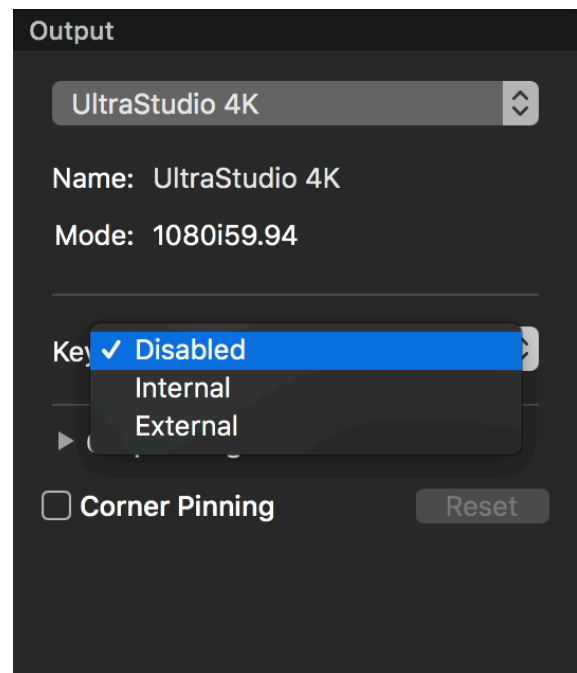 Output
UltraStudio 4K
Name: UltraStudio 4K
Mode: 1080i59.94
Key
✓ Disabled
Internal
External
Corner Pinning
Reset